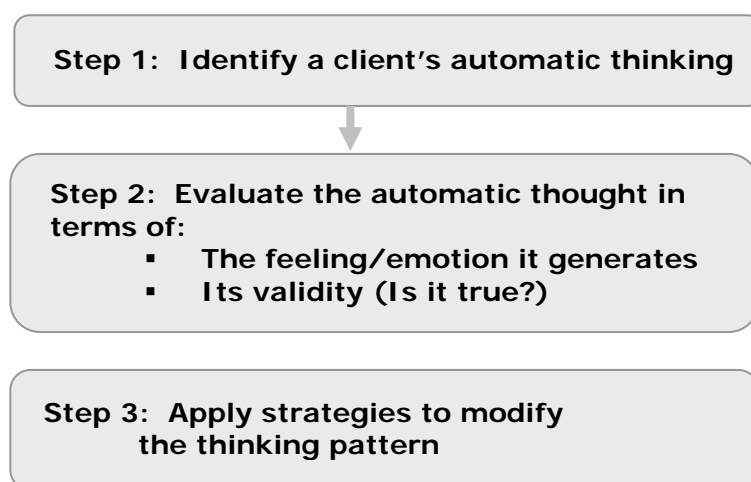 Step 1: Identify a client's automatic thinking
Step 2: Evaluate the automatic thought in
terms of:
▪ The feeling/emotion it generates
▪ Its validity (Is it true?)
Step 3: Apply strategies to modify
the thinking pattern